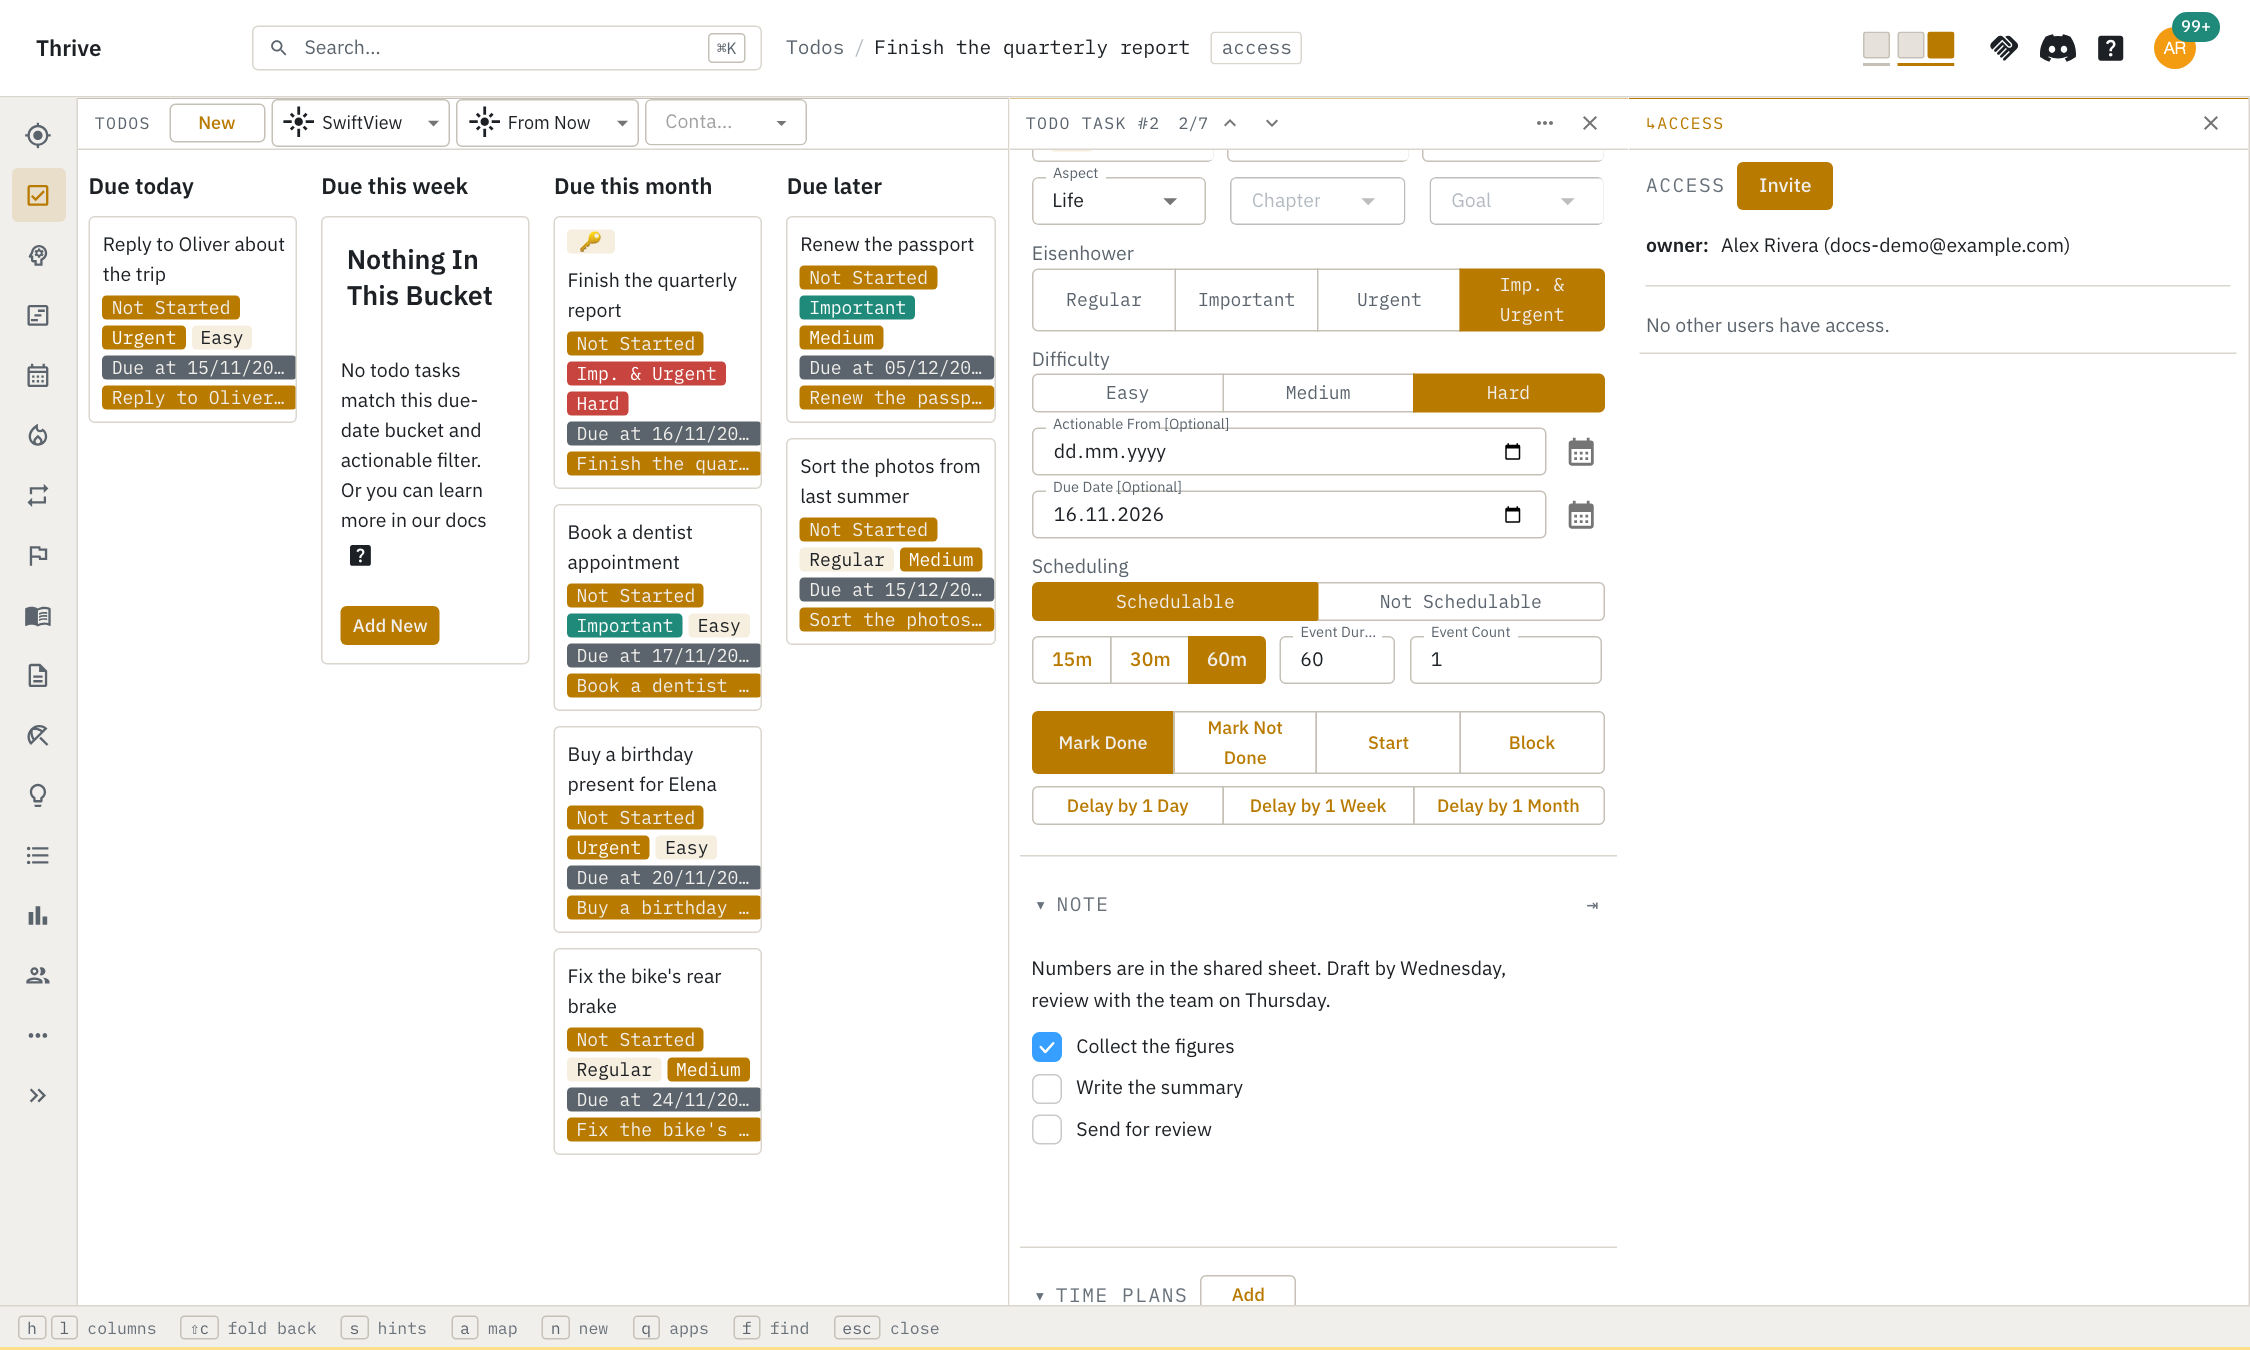 Thrive
Search...
⌘K
Todos / Finish the quarterly report access
99+
AR
TODOS New SwiftView From Now Conta...
Due today
Reply to Oliver about
the trip
Not Started
Urgent Easy
Due at 15/11/20...
Reply to Oliver...
Due this week
Nothing In
This Bucket
No todo tasks
match this due-
date bucket and
actionable filter.
Or you can learn
more in our docs
?
Add New
Due this month
Finish the quarterly
report
Not Started
Imp. & Urgent
Hard
Due at 16/11/20...
Finish the quar...
Book a dentist
appointment
Not Started
Important Easy
Due at 17/11/20...
Book a dentist ...
Buy a birthday
present for Elena
Not Started
Urgent Easy
Due at 20/11/20...
Buy a birthday ...
Fix the bike's rear
brake
Not Started
Regular Medium
Due at 24/11/20...
Fix the bike's ...
Due later
Renew the passport
Not Started
Important
Medium
Due at 05/12/20...
Renew the passp...
Sort the photos from
last summer
Not Started
Regular Medium
Due at 15/12/20...
Sort the photos...
TODO TASK #2 2/7
Aspect
Life
Chapter
Goal
Eisenhower
Regular Important Urgent Imp. &
Urgent
Difficulty
Easy Medium Hard
Actionable From [Optional]
dd.mm.yyyy
Due Date [Optional]
16.11.2026
Scheduling
Schedulable Not Schedulable
15m 30m 60m
Event Dur...
60
Event Count
1
Mark Done
Mark Not
Done
Start
Block
Delay by 1 Day Delay by 1 Week Delay by 1 Month
NOTE
Numbers are in the shared sheet. Draft by Wednesday,
review with the team on Thursday.
Collect the figures
Write the summary
Send for review
TIME PLANS Add
↳ACCESS
ACCESS Invite
owner: Alex Rivera (docs-demo@example.com)
No other users have access.
h l columns ⇧c fold back s hints a map n new q apps f find esc close